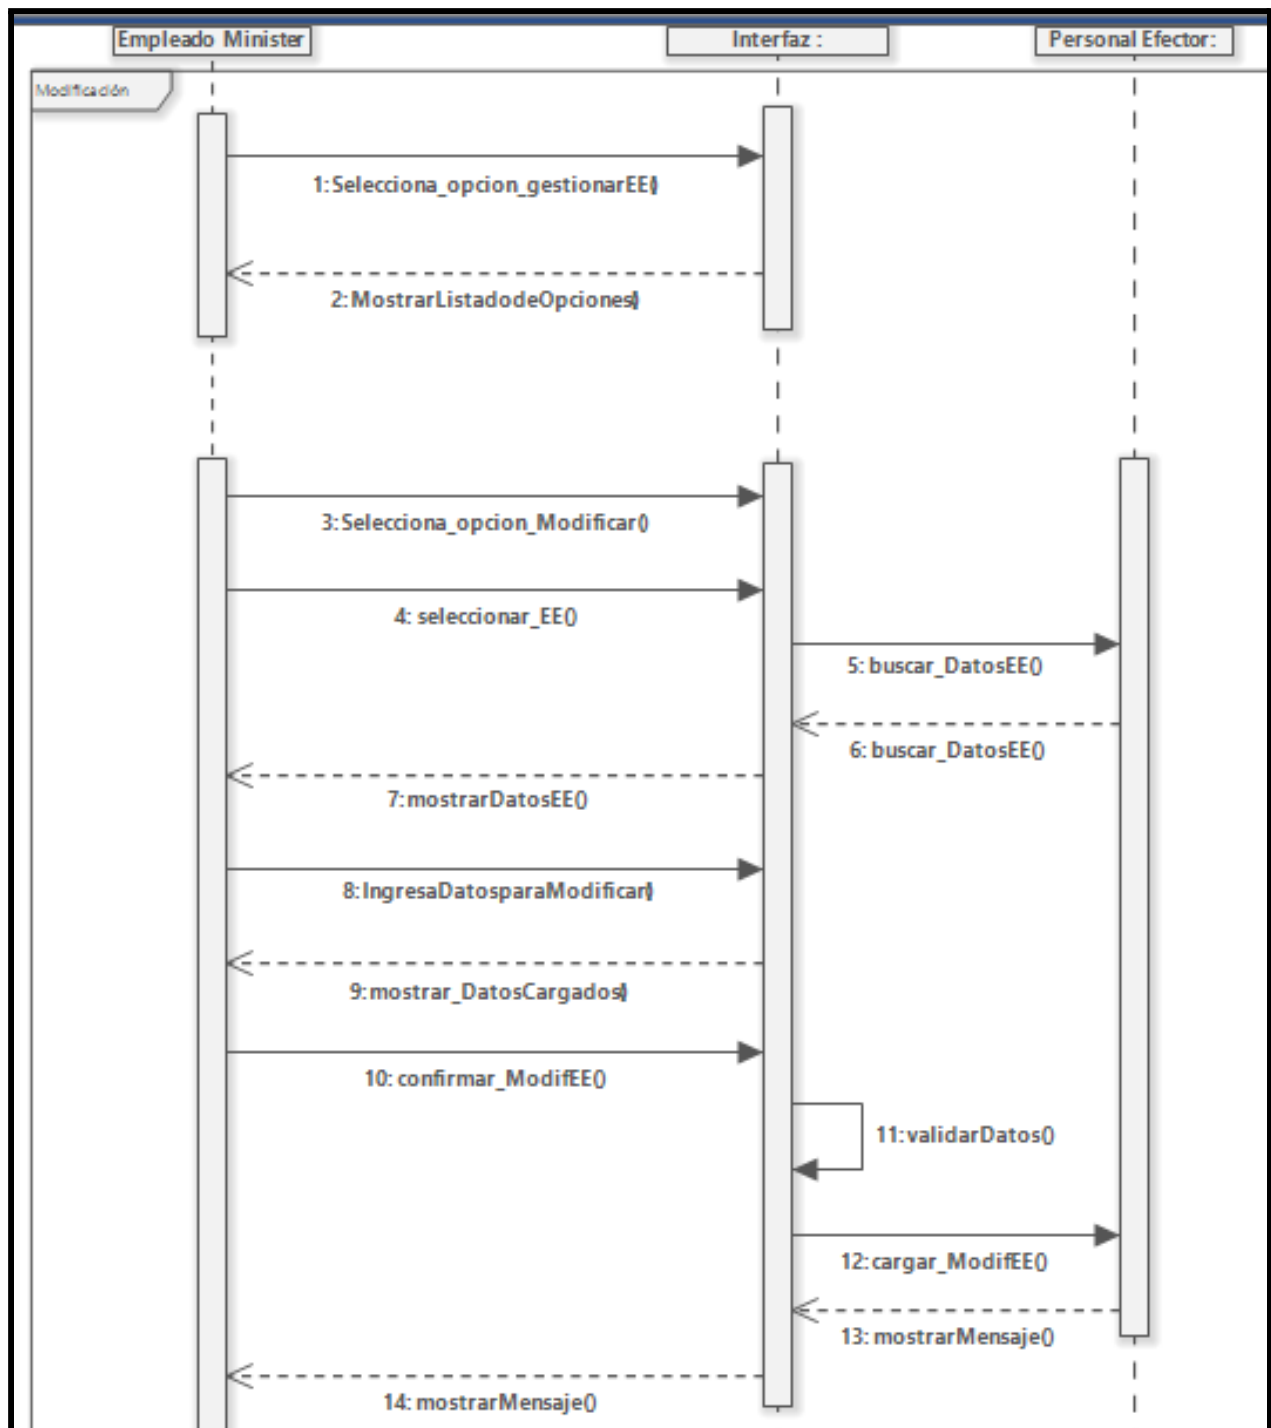 Empleado Minister
Interfaz :
Personal Efector:
Modificación
1:Selecciona_opcion_gestionarEE()
2:MostrarListadodeOpciones()
3:Selecciona_opcion_Modificar()
4: seleccionar_EE()
5: buscar_DatosEE()
6: buscar_DatosEE()
7:mostrarDatosEE()
8:IngresaDatosparaModificar()
9:mostrar_DatosCargados()
10: confirmar_ModifEE()
11:validarDatos()
12:cargar_ModifEE()
13: mostrarMensaje()
14: mostrarMensaje()